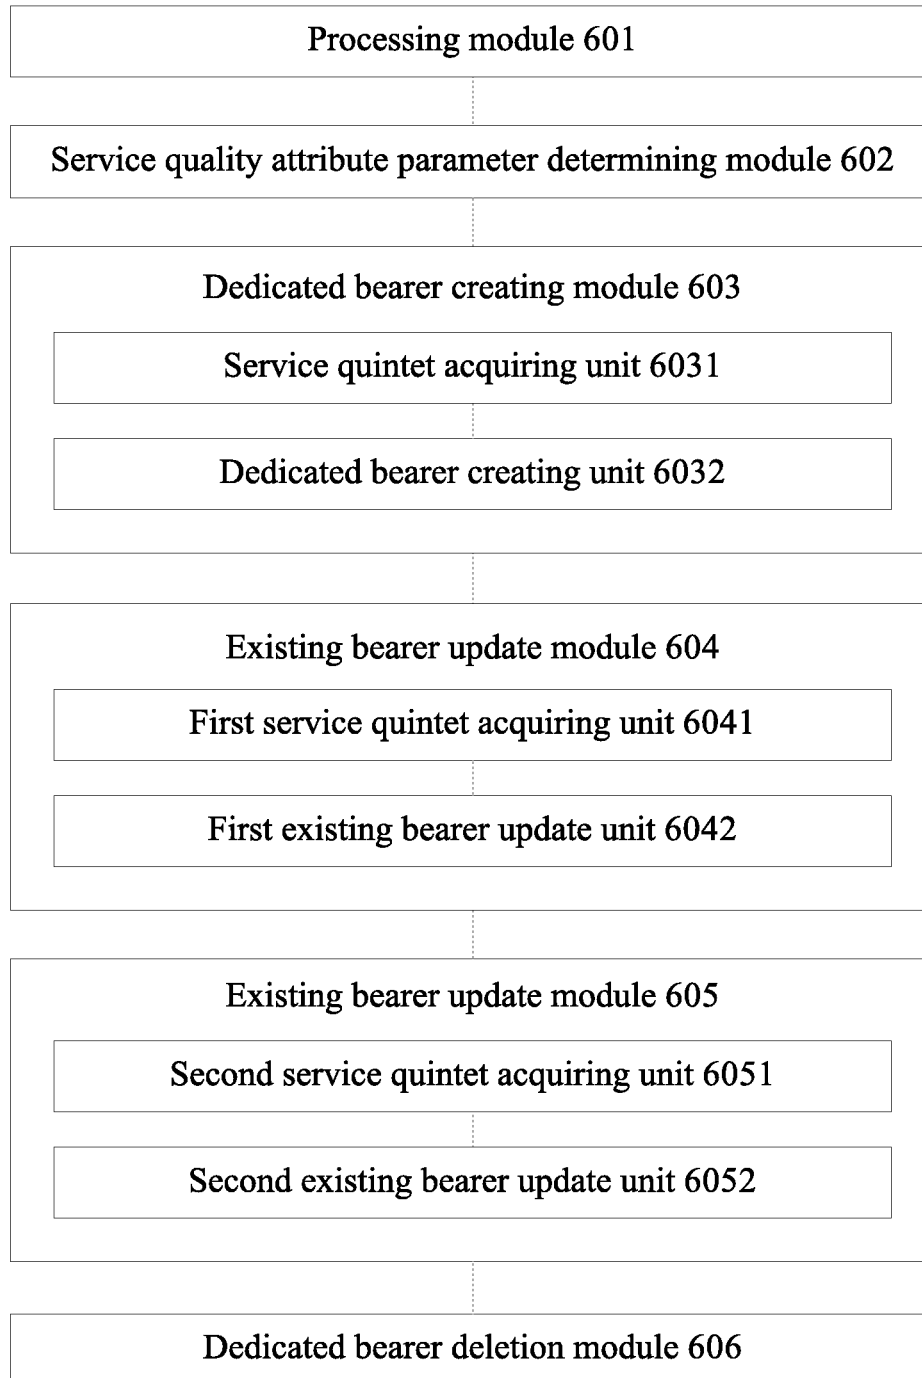 Processing module 601
Service quality attribute parameter determining module 602
Dedicated bearer creating module 603
Service quintet acquiring unit 6031
Dedicated bearer creating unit 6032
Existing bearer update module 604
First service quintet acquiring unit 6041
First existing bearer update unit 6042
Existing bearer update module 605
Second service quintet acquiring unit 6051
Second existing bearer update unit 6052
Dedicated bearer deletion module 606